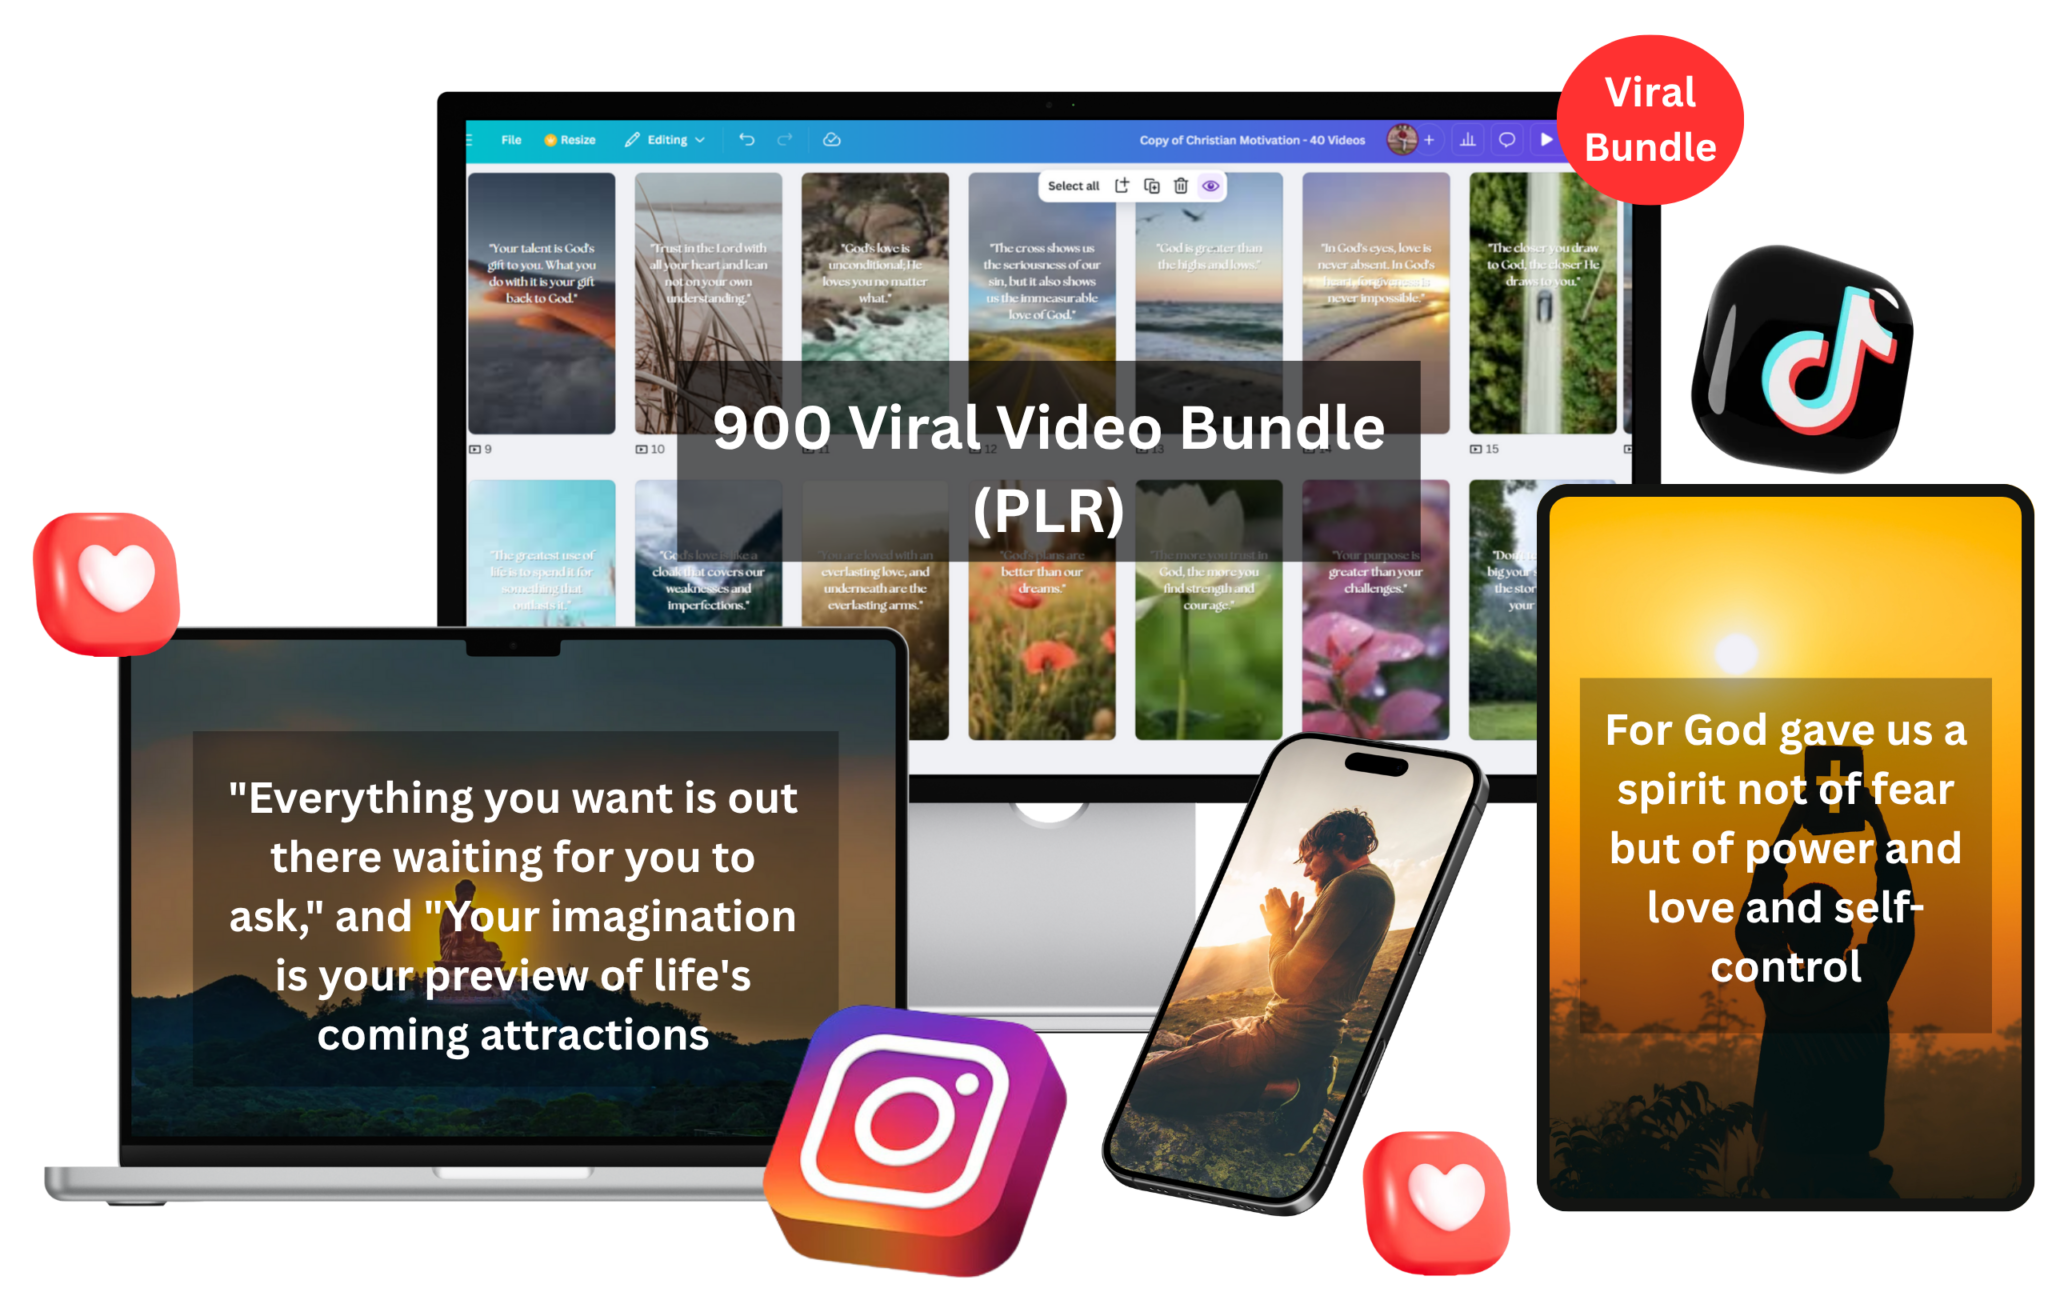 Viral
Bundle
File
Resize
Editing
Copy of Christian Motivation - 40 Videos
Select all
"Your talent is God's
gift to you. What you
do with it is your gift
back to God."
"Trust in the Lord with
all your heart and lean
not on your own
understanding."
"God's love is
unconditional; He
loves you no matter
what."
"The cross shows us
the seriousness of our
sin, but it also shows
us the immeasurable
love of God."
"God is greater than
the highs and lows."
"In God's eyes, love is
never absent. In God's
heart, forgiveness is
never impossible."
"The closer you draw
to God, the closer He
draws to you."
900 Viral Video Bundle
(PLR)
9
10
11
12
13
14
15
"The greatest use of
life is to spend it for
something that
outlasts it."
"God's love is like a
cloak that covers our
weaknesses and
imperfections."
"You are loved with an
everlasting love, and
underneath are the
everlasting arms."
"God's plans are
better than our
dreams."
"The more you trust in
God, the more you
find strength and
courage."
"Your purpose is
greater than your
challenges."
big your
the stor
your
"Everything you want is out
there waiting for you to
ask," and "Your imagination
is your preview of life's
coming attractions
For God gave us a
spirit not of fear
but of power and
love and self-
control